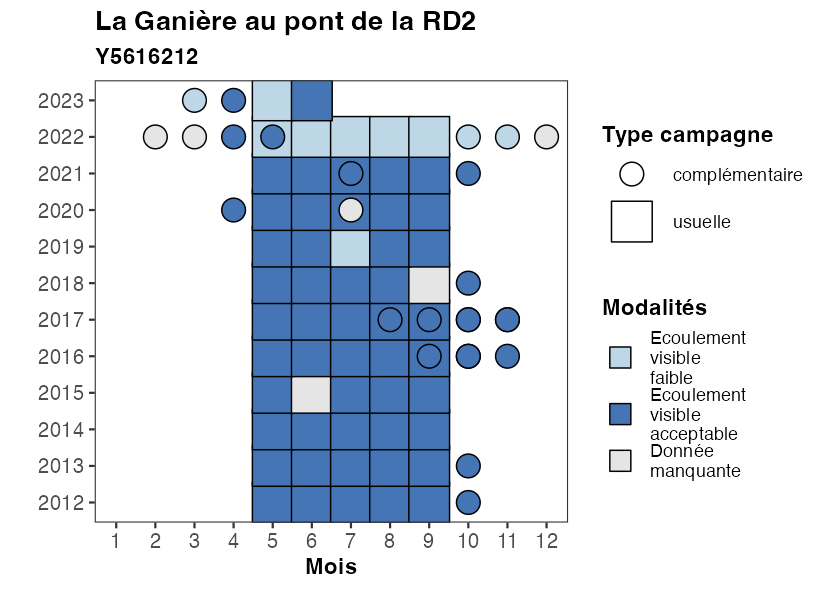 La Ganière au pont de la RD2
Y5616212
2023
2022
2021
2020
2019
2018
2017
2016
2015
2014
2013
2012
1 2 3 4 5 6 7 8 9 10 11 12
Mois
Type campagne
complémentaire
usuelle
Modalités
Ecoulement
visible
faible
Ecoulement
visible
acceptable
Donnée
manquante